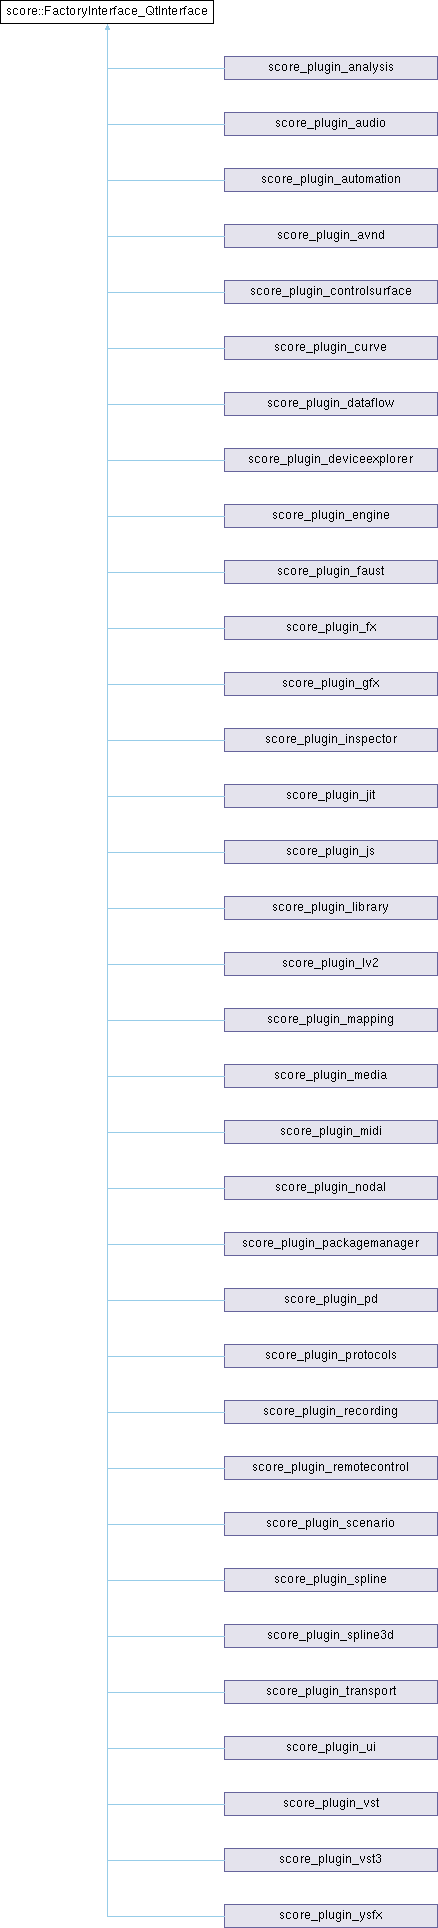 score::FactoryInterface_QtInterface
score_plugin_analysis
score_plugin_audio
score_plugin_automation
score_plugin_avnd
score_plugin_controlsurface
score_plugin_curve
score_plugin_dataflow
score_plugin_deviceexplorer
score_plugin_engine
score_plugin_faust
score_plugin_fx
score_plugin_gfx
score_plugin_inspector
score_plugin_jit
score_plugin_js
score_plugin_library
score_plugin_lv2
score_plugin_mapping
score_plugin_media
score_plugin_midi
score_plugin_nodal
score_plugin_packagemanager
score_plugin_pd
score_plugin_protocols
score_plugin_recording
score_plugin_remotecontrol
score_plugin_scenario
score_plugin_spline
score_plugin_spline3d
score_plugin_transport
score_plugin_ui
score_plugin_vst
score_plugin_vst3
score_plugin_ysfx